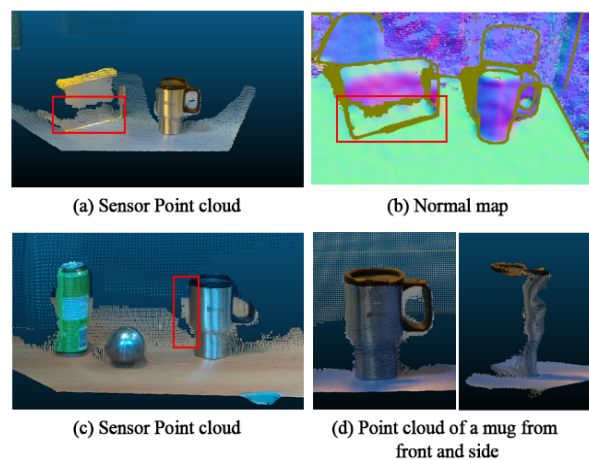 (a) Sensor Point cloud
(b) Normal map
(c) Sensor Point cloud
(d) Point cloud of a mug from
front and side